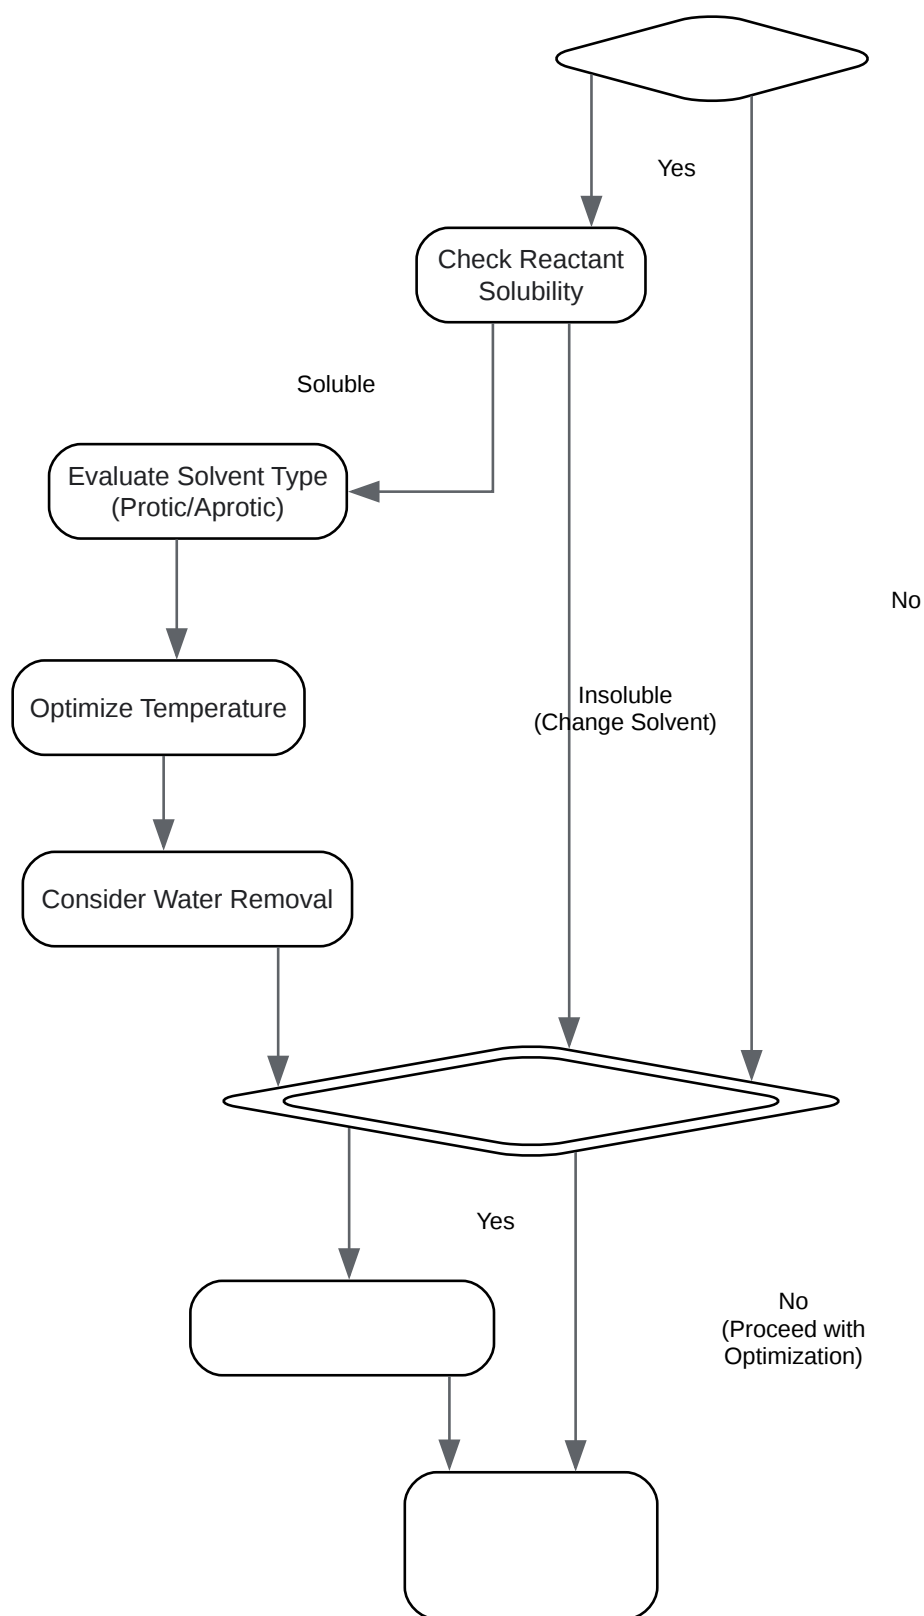 Yes
Check Reactant
Solubility
Soluble
Evaluate Solvent Type
(Protic/Aprotic)
No
Optimize Temperature
Insoluble
(Change Solvent)
Consider Water Removal
Yes
No
(Proceed with
Optimization)